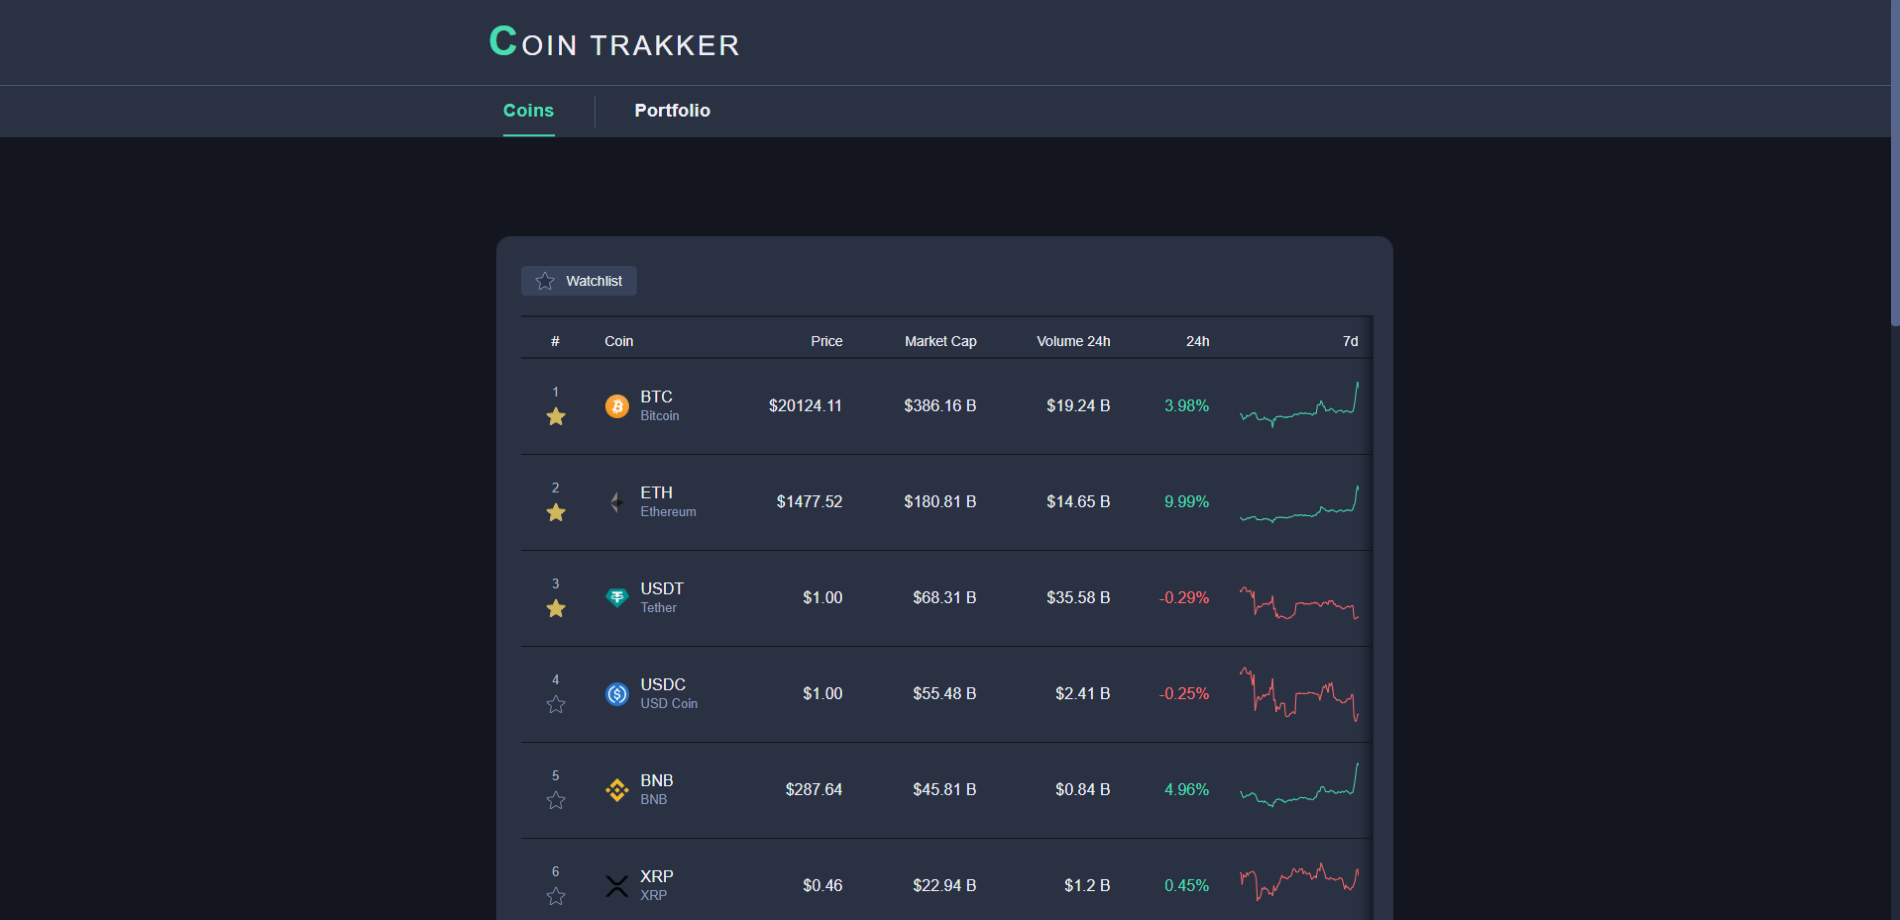 COIN TRAKKER
Coins Portfolio
Watchlist
# Coin Price Market Cap Volume 24h 24h 7d
1 BTC Bitcoin $20124.11 $386.16 B $19.24 B 3.98%
2 ETH Ethereum $1477.52 $180.81 B $14.65 B 9.99%
3 USDT Tether $1.00 $68.31 B $35.58 B -0.29%
4 USDC USD Coin $1.00 $55.48 B $2.41 B -0.25%
5 BNB BNB $287.64 $45.81 B $0.84 B 4.96%
6 XRP XRP $0.46 $22.94 B $1.2 B 0.45%